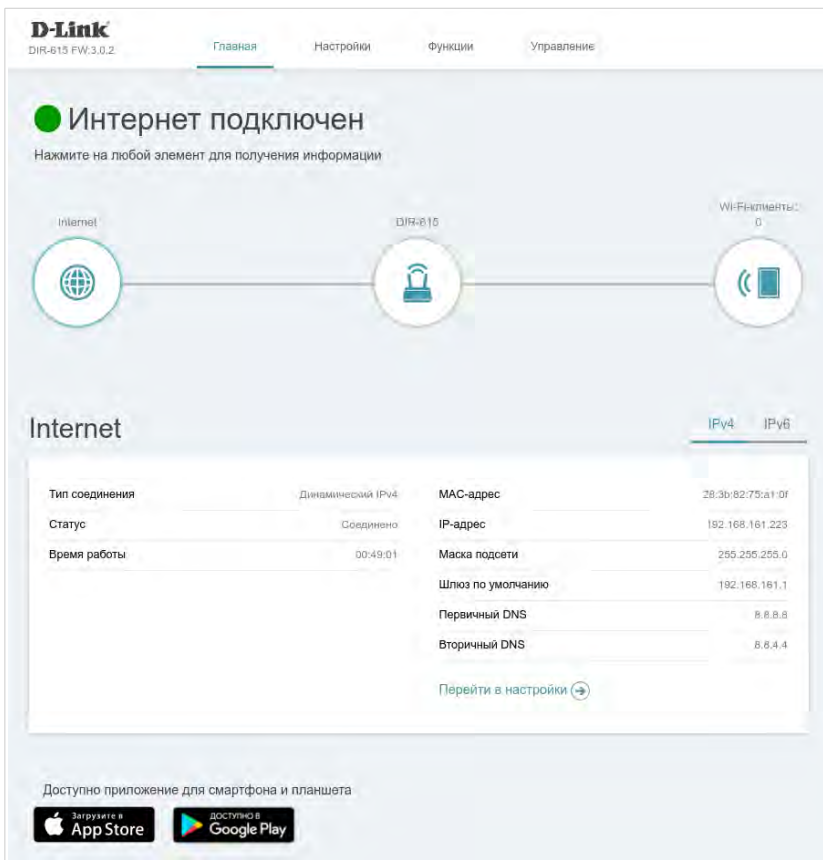 D-Link
DIR-615 FW:3.0.2
Главная
Настройки
Функции
Управление
Интернет подключен
Нажмите на любой элемент для получения информации
Internet
DIR-615
Wi-Fi-клиенты:
0
Internet
IPv4
IPv6
Тип соединения
Динамический IPv4
Статус
Соединено
Время работы
00:49:01
MAC-адрес
28:3b:82:75:a1:0f
IP-адрес
192.168.161.223
Маска подсети
255.255.255.0
Шлюз по умолчанию
192.168.161.1
Первичный DNS
8.8.8.8
Вторичный DNS
8.8.4.4
Перейти в настройки
Доступно приложение для смартфона и планшета
Загрузите в
App Store
ДОСТУПНО В
Google Play